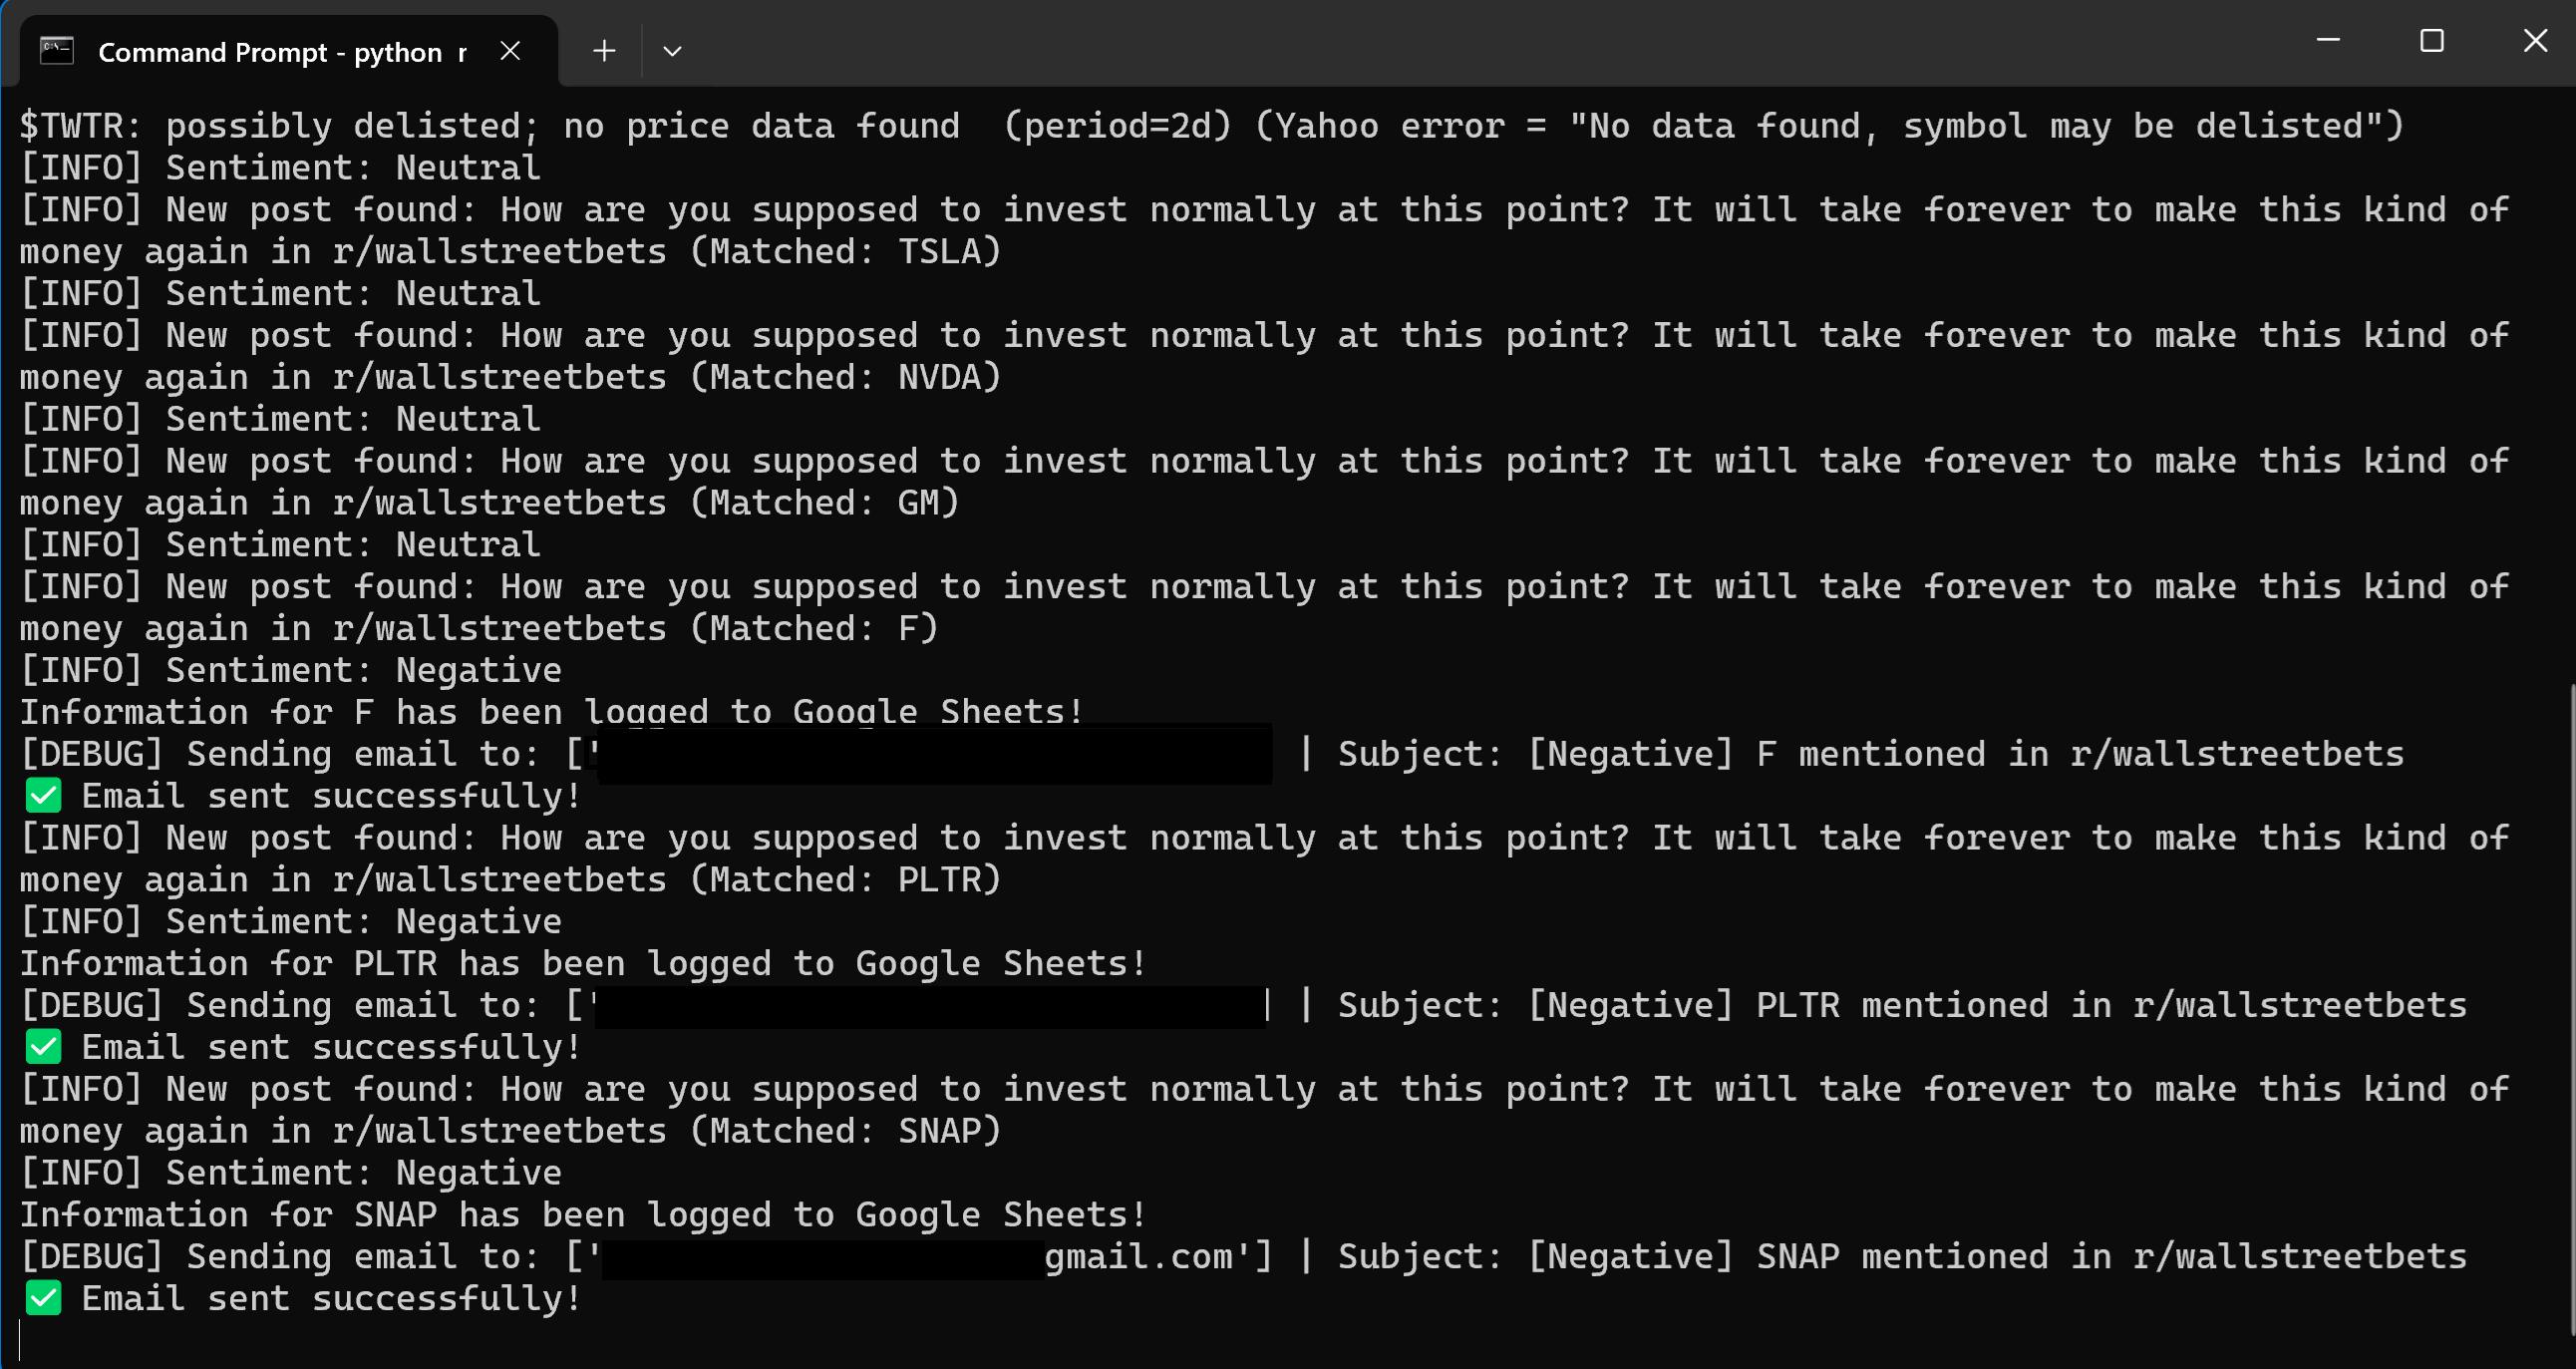 Command Prompt - python r
$TWTR: possibly delisted; no price data found  (period=2d) (Yahoo error = "No data found, symbol may be delisted")
[INFO] Sentiment: Neutral
[INFO] New post found: How are you supposed to invest normally at this point? It will take forever to make this kind of
money again in r/wallstreetbets (Matched: TSLA)
[INFO] Sentiment: Neutral
[INFO] New post found: How are you supposed to invest normally at this point? It will take forever to make this kind of
money again in r/wallstreetbets (Matched: NVDA)
[INFO] Sentiment: Neutral
[INFO] New post found: How are you supposed to invest normally at this point? It will take forever to make this kind of
money again in r/wallstreetbets (Matched: GM)
[INFO] Sentiment: Neutral
[INFO] New post found: How are you supposed to invest normally at this point? It will take forever to make this kind of
money again in r/wallstreetbets (Matched: F)
[INFO] Sentiment: Negative
Information for F has been logged to Google Sheets!
[DEBUG] Sending email to: [' | Subject: [Negative] F mentioned in r/wallstreetbets
✅ Email sent successfully!
[INFO] New post found: How are you supposed to invest normally at this point? It will take forever to make this kind of
money again in r/wallstreetbets (Matched: PLTR)
[INFO] Sentiment: Negative
Information for PLTR has been logged to Google Sheets!
[DEBUG] Sending email to: [' | Subject: [Negative] PLTR mentioned in r/wallstreetbets
✅ Email sent successfully!
[INFO] New post found: How are you supposed to invest normally at this point? It will take forever to make this kind of
money again in r/wallstreetbets (Matched: SNAP)
[INFO] Sentiment: Negative
Information for SNAP has been logged to Google Sheets!
[DEBUG] Sending email to: [' gmail.com'] | Subject: [Negative] SNAP mentioned in r/wallstreetbets
✅ Email sent successfully!